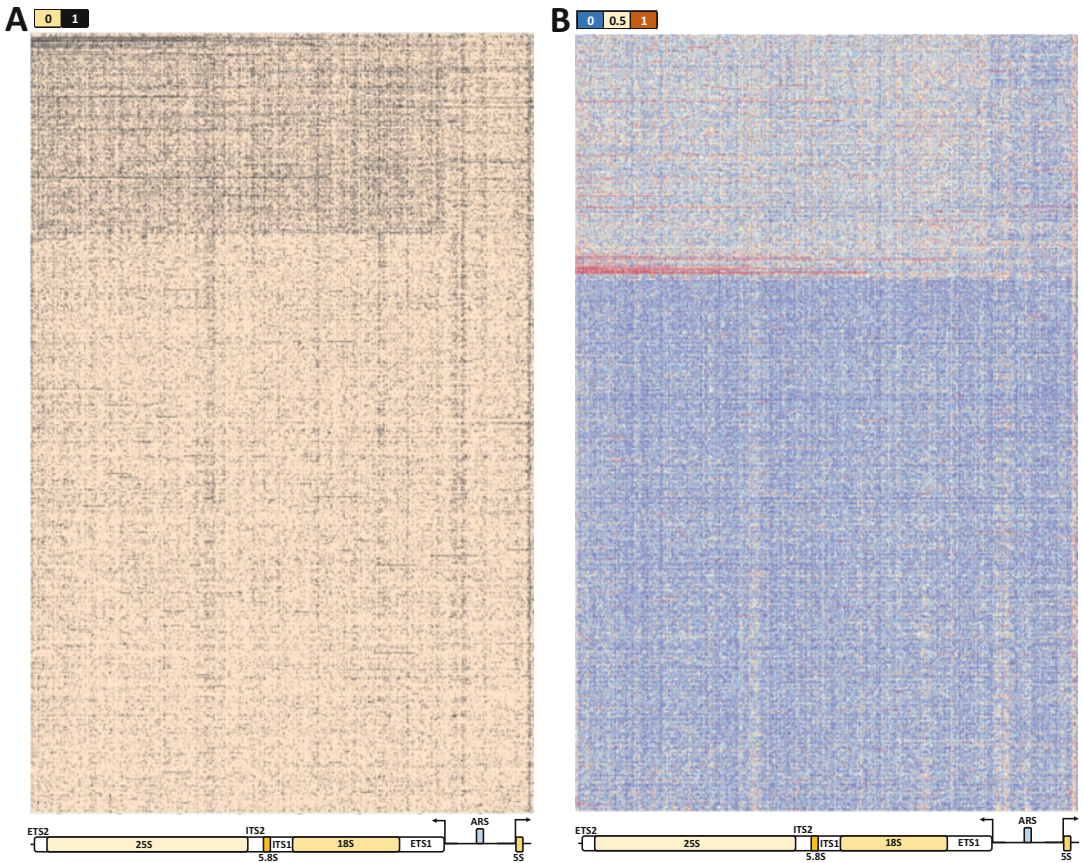 A
0 1
B
0 0.5 1
ETS2 25S ITS2 5.8S ITS1 18S ETS1 ARS 5S
ETS2 25S ITS2 5.8S ITS1 18S ETS1 ARS 5S